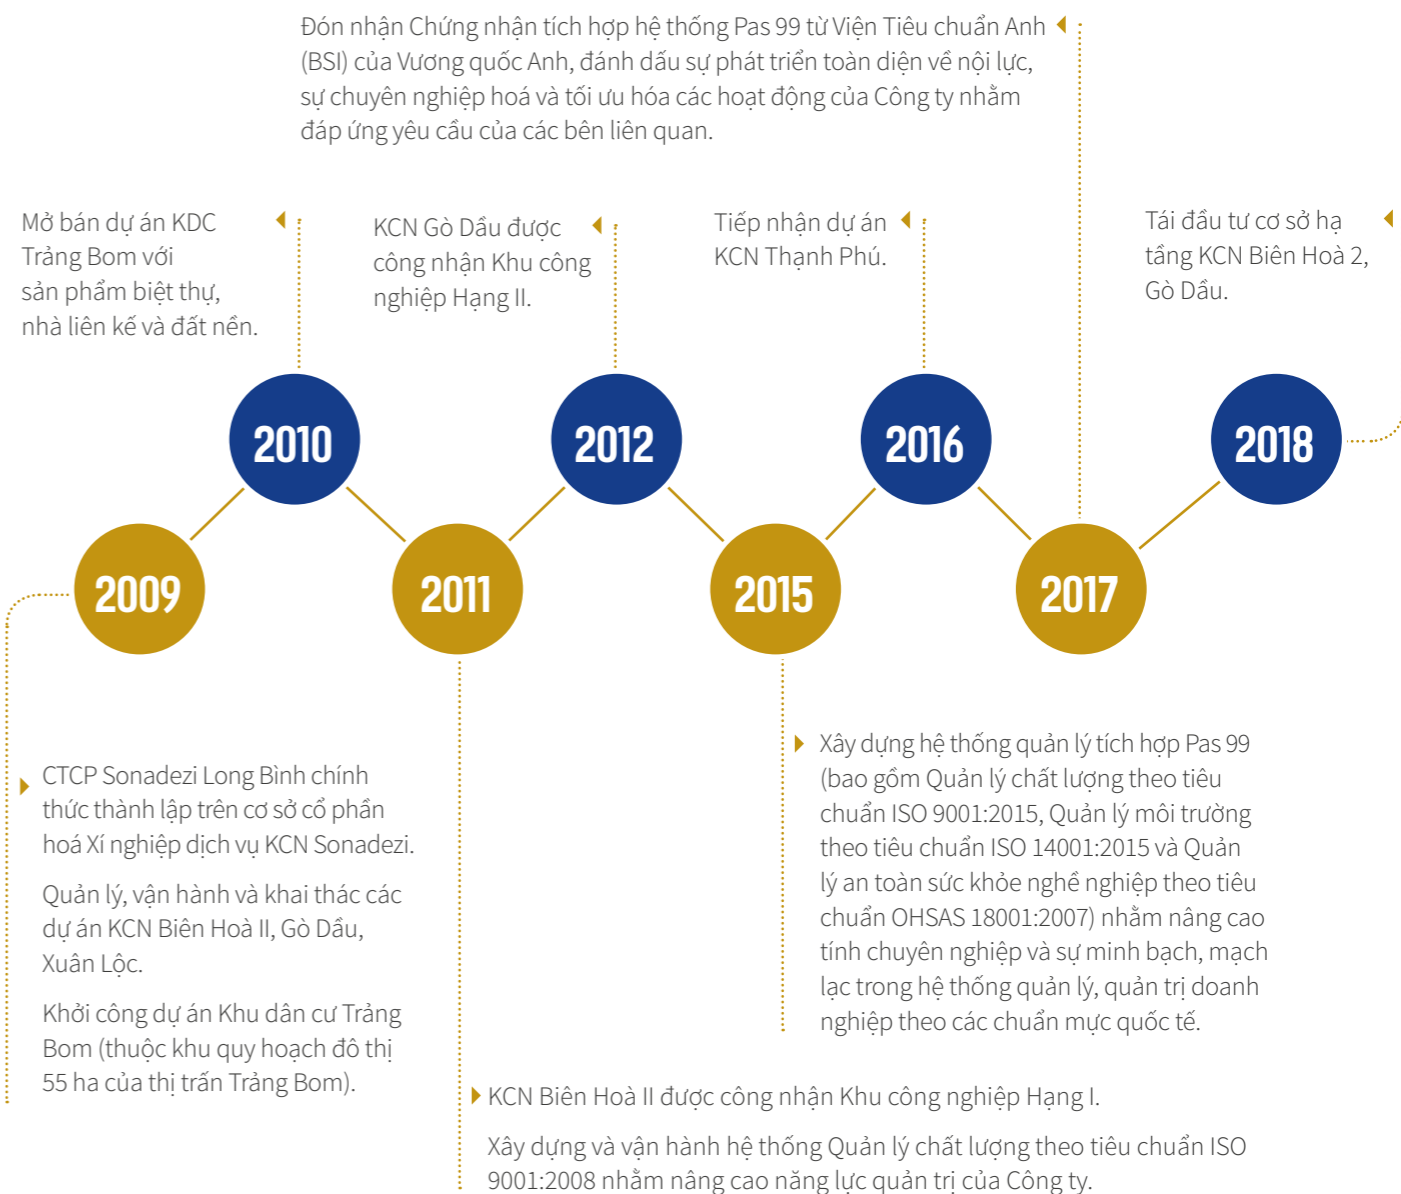 Đón nhận Chứng nhận tích hợp hệ thống Pas 99 từ Viện Tiêu chuẩn Anh
(BSI) của Vương quốc Anh, đánh dấu sự phát triển toàn diện về nội lực,
sự chuyên nghiệp hoá và tối ưu hóa các hoạt động của Công ty nhằm
đáp ứng yêu cầu của các bên liên quan.
Mở bán dự án KDC
Trảng Bom với
sản phẩm biệt thự,
nhà liên kế và đất nền.
KCN Gò Dầu được
công nhận Khu công
nghiệp Hạng II.
Tiếp nhận dự án
KCN Thạnh Phú.
Tái đầu tư cơ sở hạ
tầng KCN Biên Hoà 2,
Gò Dầu.
2010
2012
2016
2018
2009
2011
2015
2017
CTCP Sonadezi Long Bình chính
thức thành lập trên cơ sở cổ phần
hoá Xí nghiệp dịch vụ KCN Sonadezi.
Quản lý, vận hành và khai thác các
dự án KCN Biên Hoà II, Gò Dầu,
Xuân Lộc.
Khởi công dự án Khu dân cư Trảng
Bom (thuộc khu quy hoạch đô thị
55 ha của thị trấn Trảng Bom).
Xây dựng hệ thống quản lý tích hợp Pas 99
(bao gồm Quản lý chất lượng theo tiêu
chuẩn ISO 9001:2015, Quản lý môi trường
theo tiêu chuẩn ISO 14001:2015 và Quản
lý an toàn sức khỏe nghề nghiệp theo tiêu
chuẩn OHSAS 18001:2007) nhằm nâng cao
tính chuyên nghiệp và sự minh bạch, mạch
lạc trong hệ thống quản lý, quản trị doanh
nghiệp theo các chuẩn mực quốc tế.
KCN Biên Hoà II được công nhận Khu công nghiệp Hạng I.
Xây dựng và vận hành hệ thống Quản lý chất lượng theo tiêu chuẩn ISO
9001:2008 nhằm nâng cao năng lực quản trị của Công ty.